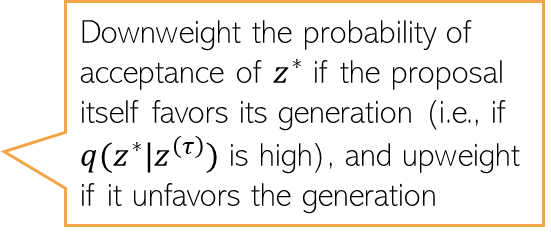 Downweight the probability of
acceptance of z* if the proposal
itself favors its generation (i.e., if
q(z*|z^(τ)) is high), and upweight
if it unfavors the generation